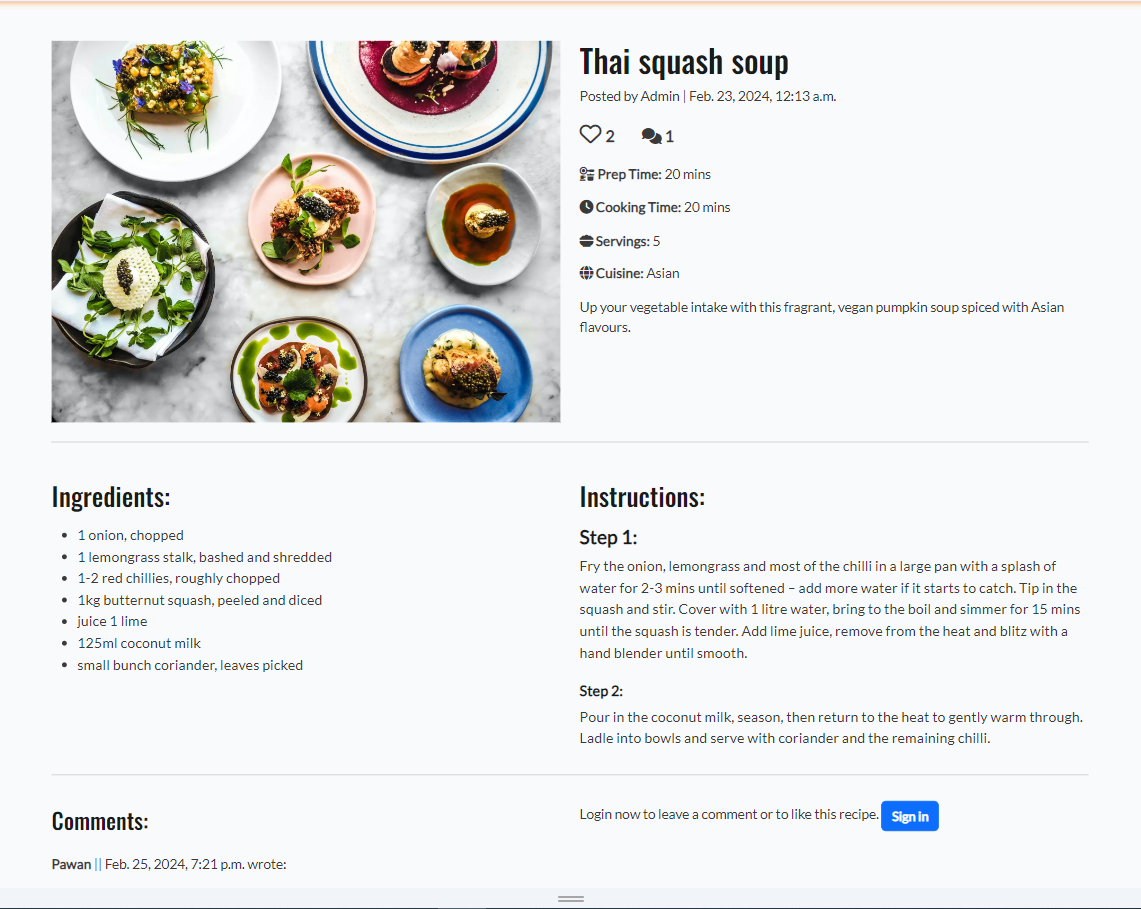 Thai squash soup
Posted by Admin | Feb. 23, 2024, 12:13 a.m.
2 1
Prep Time: 20 mins
Cooking Time: 20 mins
Servings: 5
Cuisine: Asian
Up your vegetable intake with this fragrant, vegan pumpkin soup spiced with Asian
flavours.
Ingredients:
1 onion, chopped
1 lemongrass stalk, bashed and shredded
1-2 red chillies, roughly chopped
1kg butternut squash, peeled and diced
juice 1 lime
125ml coconut milk
small bunch coriander, leaves picked
Instructions:
Step 1:
Fry the onion, lemongrass and most of the chilli in a large pan with a splash of
water for 2-3 mins until softened – add more water if it starts to catch. Tip in the
squash and stir. Cover with 1 litre water, bring to the boil and simmer for 15 mins
until the squash is tender. Add lime juice, remove from the heat and blitz with a
hand blender until smooth.
Step 2:
Pour in the coconut milk, season, then return to the heat to gently warm through.
Ladle into bowls and serve with coriander and the remaining chilli.
Comments:
Pawan || Feb. 25, 2024, 7:21 p.m. wrote:
Login now to leave a comment or to like this recipe. Sign in